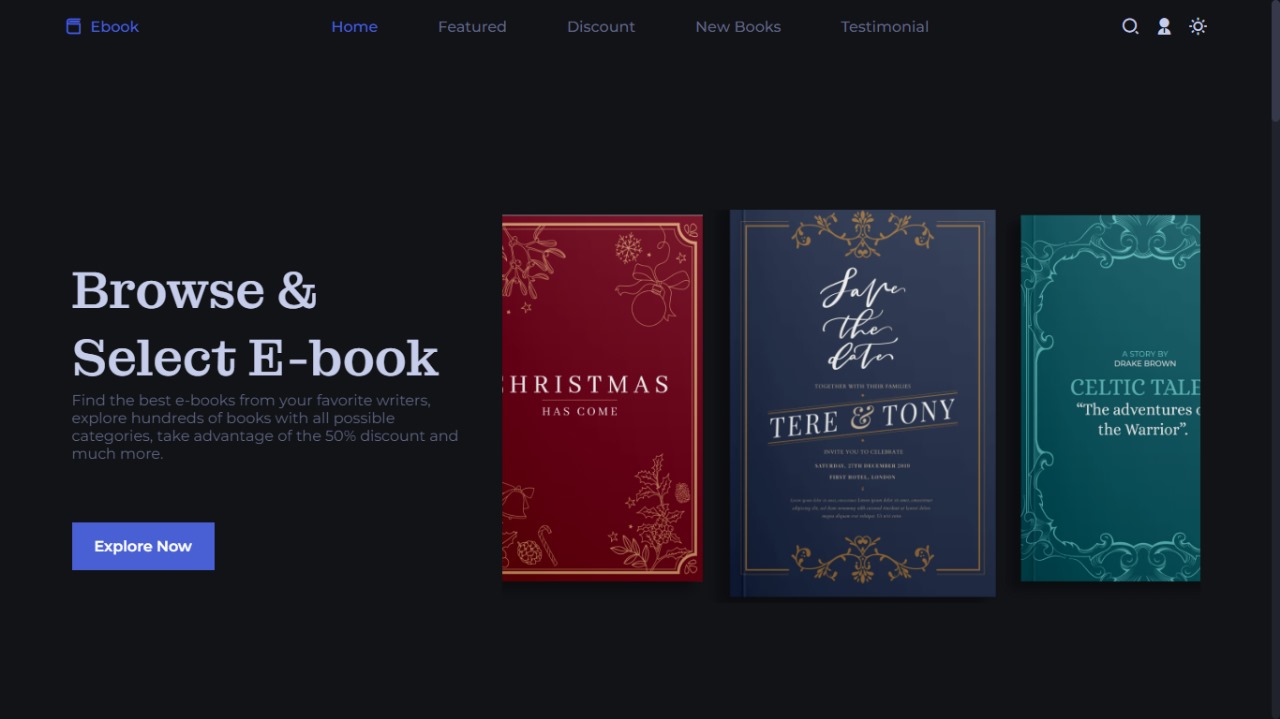 Ebook
Home
Featured
Discount
New Books
Testimonial
Browse &
Select E-book
Find the best e-books from your favorite writers,
explore hundreds of books with all possible
categories, take advantage of the 50% discount and
much more.
Explore Now
HRISTMAS
HAS COME
Save
the
date
TOGETHER WITH THEIR FAMILIES
TERE & TONY
INVITE YOU TO CELEBRATE
SATURDAY, 27TH DECEMBER 2019
FIRST HOTEL, LONDON
A STORY BY
DRAKE BROWN
CELTIC TALE
“The adventures o
the Warrior”.